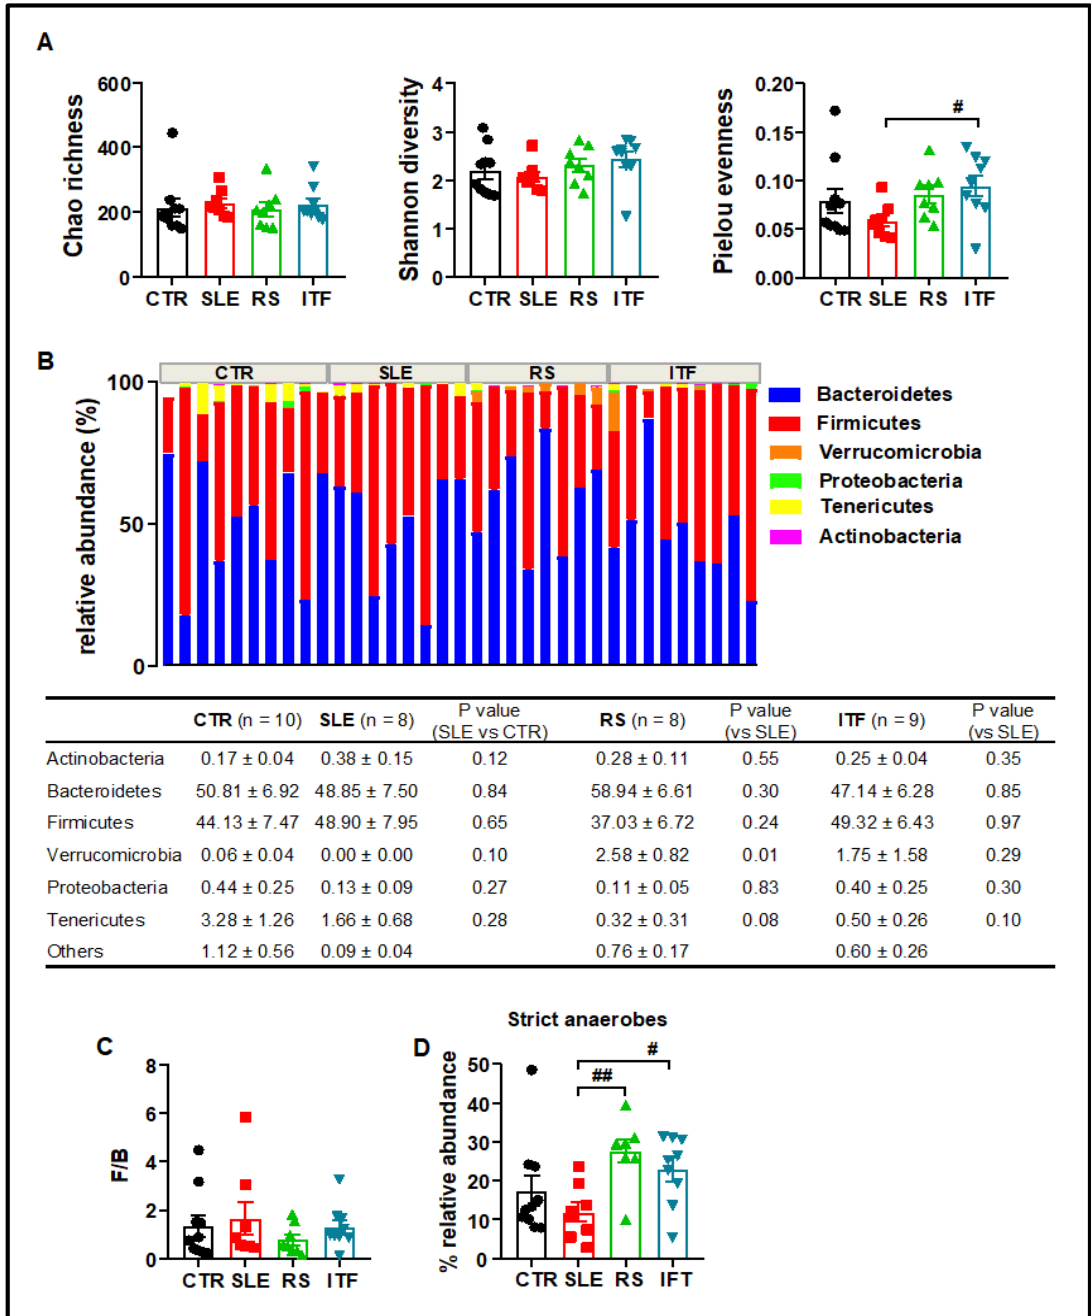 A
Chao richness
600
400
200
0
CTR SLE RS ITF
Shannon diversity
4
3
2
1
0
CTR SLE RS ITF
Pielou evenness
0.20
0.15
0.10
0.05
0.00
#
CTR SLE RS ITF
B
relative abundance (%)
100
50
0
CTR SLE RS ITF
Bacteroidetes
Firmicutes
Verrucomicrobia
Proteobacteria
Tenericutes
Actinobacteria
CTR (n = 10) SLE (n = 8) P value (SLE vs CTR) RS (n = 8) P value (vs SLE) ITF (n = 9) P value (vs SLE)
Actinobacteria 0.17 ± 0.04 0.38 ± 0.15 0.12 0.28 ± 0.11 0.55 0.25 ± 0.04 0.35
Bacteroidetes 50.81 ± 6.92 48.85 ± 7.50 0.84 58.94 ± 6.61 0.30 47.14 ± 6.28 0.85
Firmicutes 44.13 ± 7.47 48.90 ± 7.95 0.65 37.03 ± 6.72 0.24 49.32 ± 6.43 0.97
Verrucomicrobia 0.06 ± 0.04 0.00 ± 0.00 0.10 2.58 ± 0.82 0.01 1.75 ± 1.58 0.29
Proteobacteria 0.44 ± 0.25 0.13 ± 0.09 0.27 0.11 ± 0.05 0.83 0.40 ± 0.25 0.30
Tenericutes 3.28 ± 1.26 1.66 ± 0.68 0.28 0.32 ± 0.31 0.08 0.50 ± 0.26 0.10
Others 1.12 ± 0.56 0.09 ± 0.04 0.76 ± 0.17 0.60 ± 0.26
C
F/B
8
6
4
2
0
CTR SLE RS ITF
D
Strict anaerobes
% relative abundance
50
40
30
20
10
0
#
##
CTR SLE RS IFT